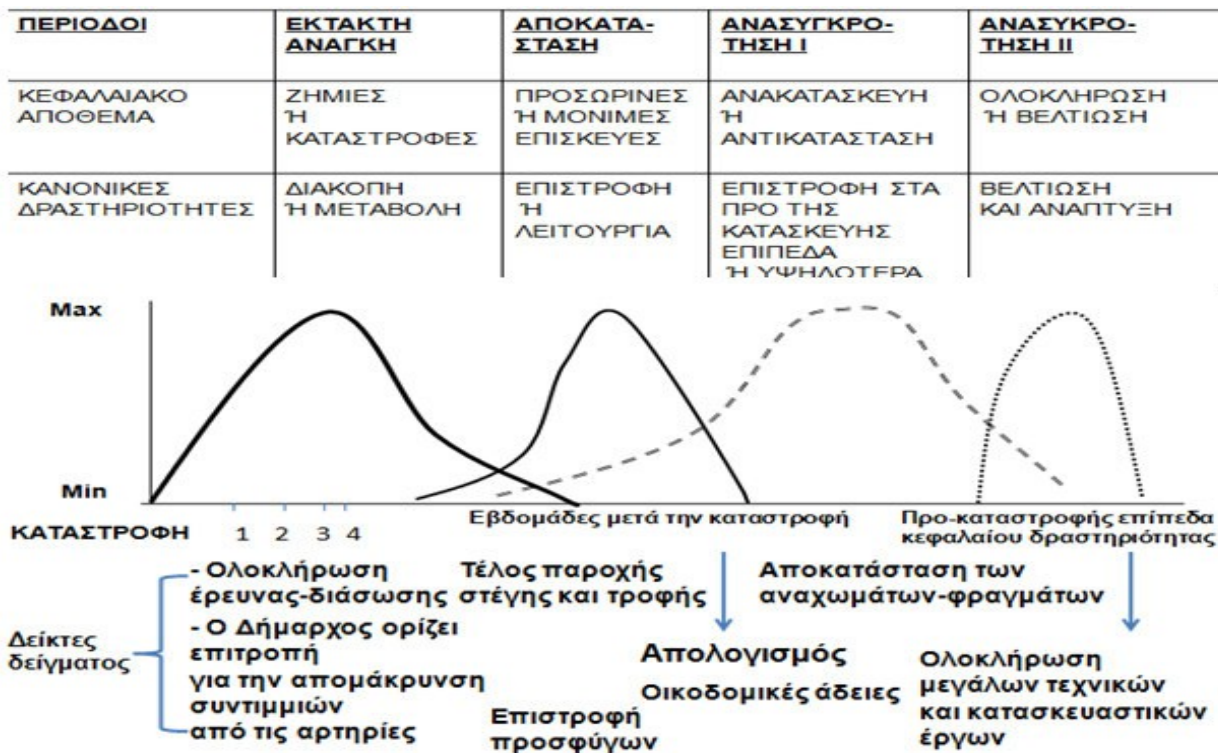 ΠΕΡΙΟΔΟΙ
ΕΚΤΑΚΤΗ
ΑΝΑΓΚΗ
ΑΠΟΚΑΤΑ-
ΣΤΑΣΗ
ΑΝΑΣΥΓΚΡΟ-
ΤΗΣΗ Ι
ΑΝΑΣΥΚΡΟ-
ΤΗΣΗ ΙΙ
ΚΕΦΑΛΑΙΑΚΟ
ΑΠΟΘΕΜΑ
ΖΗΜΙΕΣ
Ή
ΚΑΤΑΣΤΡΟΦΕΣ
ΠΡΟΣΩΡΙΝΕΣ
Ή ΜΟΝΙΜΕΣ
ΕΠΙΣΚΕΥΕΣ
ΑΝΑΚΑΤΑΣΚΕΥΗ
Ή
ΑΝΤΙΚΑΤΑΣΤΑΣΗ
ΟΛΟΚΛΗΡΩΣΗ
Ή ΒΕΛΤΙΩΣΗ
ΚΑΝΟΝΙΚΕΣ
ΔΡΑΣΤΗΡΙΟΤΗΤΕΣ
ΔΙΑΚΟΠΗ
Ή ΜΕΤΑΒΟΛΗ
ΕΠΙΣΤΡΟΦΗ
Ή
ΛΕΙΤΟΥΡΓΙΑ
ΕΠΙΣΤΡΟΦΗ ΣΤΑ
ΠΡΟ ΤΗΣ
ΚΑΤΑΣΚΕΥΗΣ
ΕΠΙΠΕΔΑ
Ή ΥΨΗΛΟΤΕΡΑ
ΒΕΛΤΙΩΣΗ
ΚΑΙ ΑΝΑΠΤΥΞΗ
Max
Min
ΚΑΤΑΣΤΡΟΦΗ 1 2 3 4
Εβδομάδες μετά την καταστροφή
Προ-καταστροφής επίπεδα
κεφαλαίου δραστηριότητας
Δείκτες
δείγματος
- Ολοκλήρωση
έρευνας-διάσωσης
- Ο Δήμαρχος ορίζει
επιτροπή
για την απομάκρυνση
συντιμμιών
από τις αρτηρίες
Τέλος παροχής
στέγης και τροφής
Επιστροφή
προσφύγων
Απολογισμός
Οικοδομικές άδειες
Αποκατάσταση των
αναχωμάτων-φραγμάτων
Ολοκλήρωση
μεγάλων τεχνικών
και κατασκευαστικών
έργων